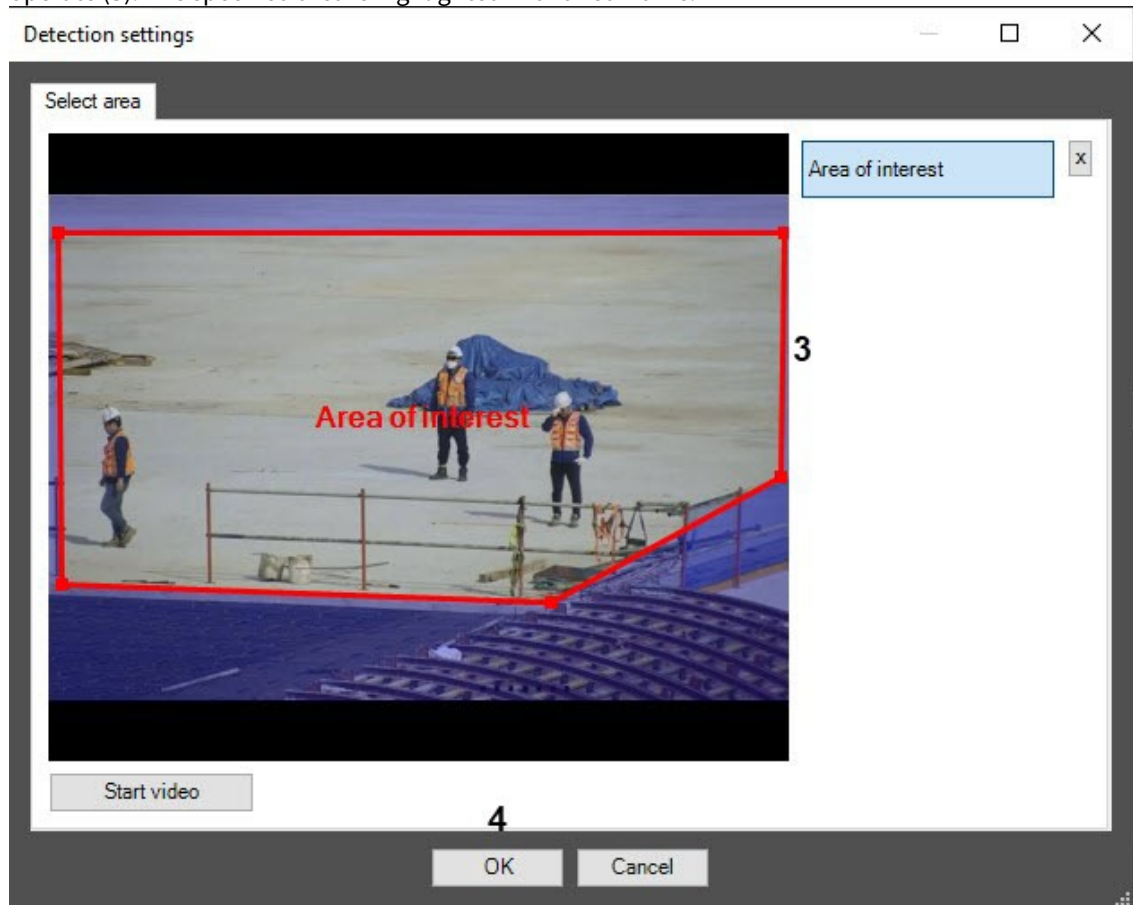 Detection settings
Select area
Area of interest
x
3
Area of interest
Start video
4
OK
Cancel